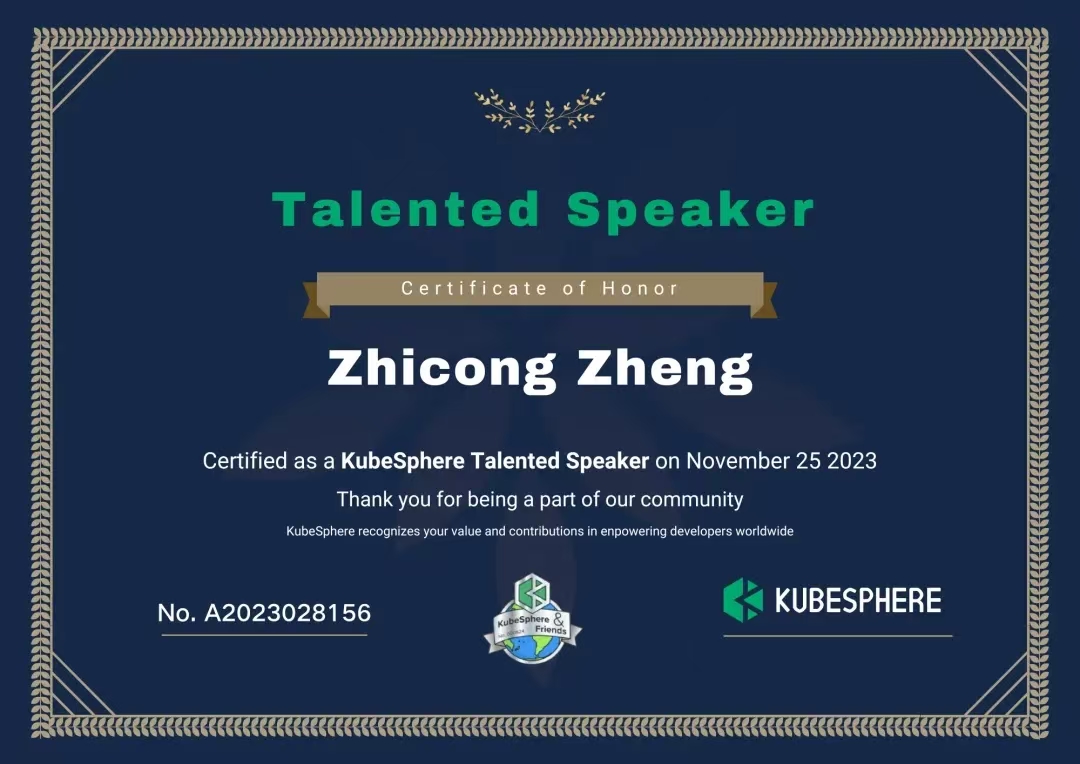 Talented Speaker
Certificate of Honor
Zhicong Zheng
Certified as a KubeSphere Talented Speaker on November 25 2023
Thank you for being a part of our community
KubeSphere recognizes your value and contributions in enpowering developers worldwide
No. A2023028156
KubeSphere &
Friends
KUBESPHERE